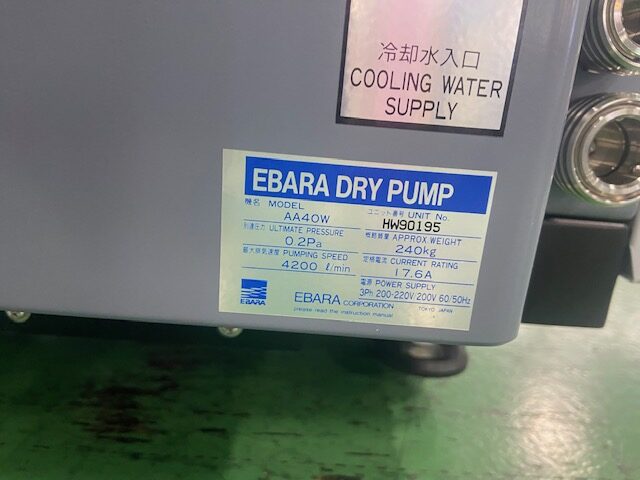 冷却水入口
COOLING WATER
SUPPLY
EBARA DRY PUMP
機名 MODEL
AA40W
ユニット番号 UNIT No.
HW90195
到達圧力 ULTIMATE PRESSURE
0.2Pa
概略質量 APPROX.WEIGHT
240kg
最大排気速度 PUMPING SPEED
4200 ℓ/min
定格電流 CURRENT RATING
17.6A
電源 POWER SUPPLY
3Ph 200-220V/200V 60/50Hz
EBARA
EBARA CORPORATION
TOKYO JAPAN
please read the instruction manual